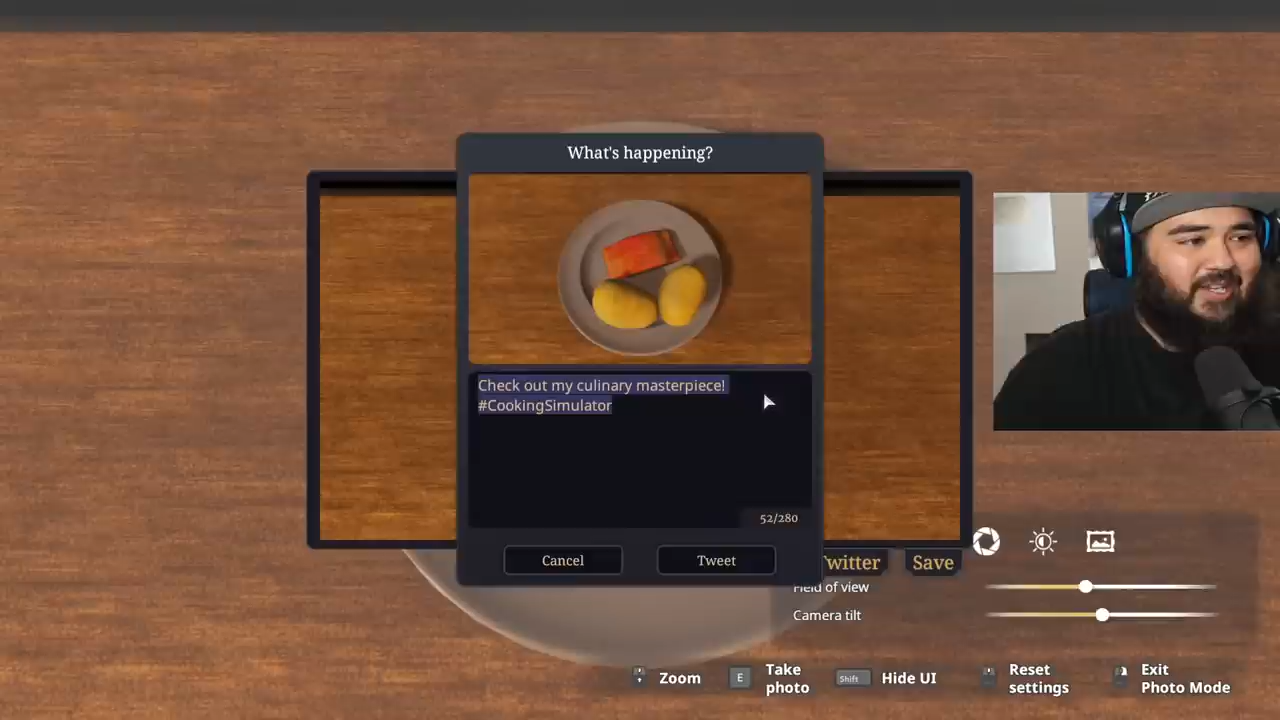 What's happening?
Check out my culinary masterpiece!
#CookingSimulator
52/280
Cancel
Tweet
witter
Save
Field of view
Camera tilt
Zoom
E
Take
photo
Shift
Hide UI
Reset
settings
Exit
Photo Mode